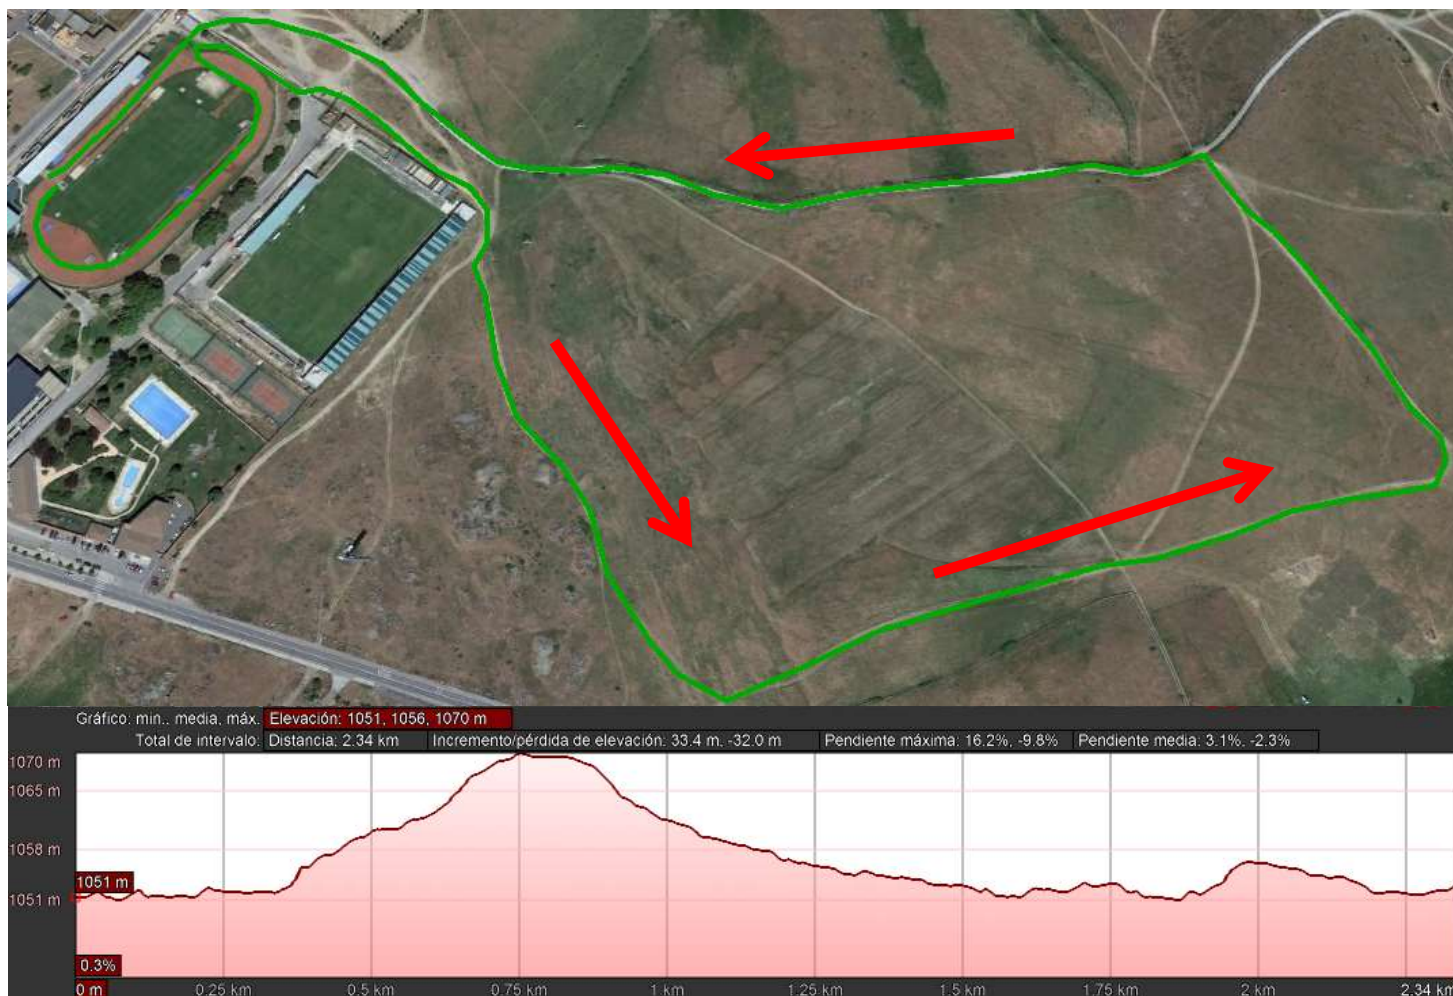 Gráfico: min., media, máx. Elevación: 1051, 1056, 1070 m
Total de intervalo: Distancia: 2.34 km Incremento/pérdida de elevación: 33.4 m, -32.0 m Pendiente máxima: 16.2%, -9.8% Pendiente media: 3.1%, -2.3%
1070 m
1065 m
1058 m
1051 m
1051 m
0.3%
0 m 0.25 km 0.5 km 0.75 km 1 km 1.25 km 1.5 km 1.75 km 2 km 2.34 km